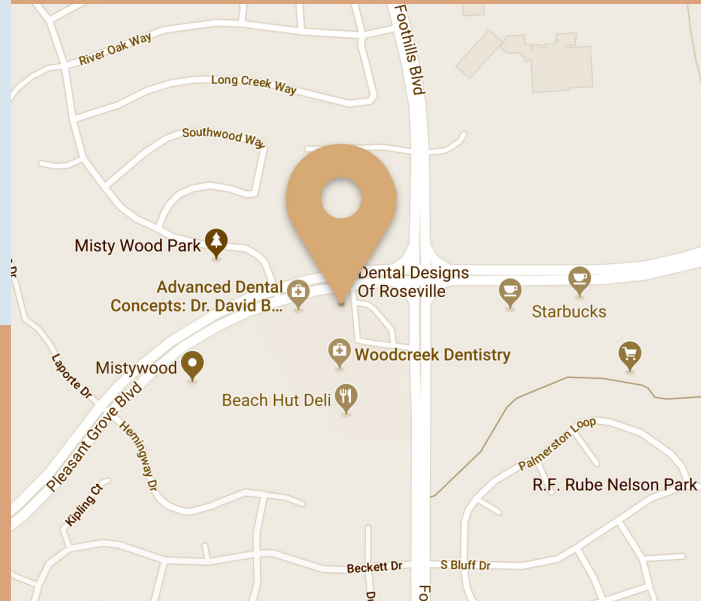 River Oak Way
Foothills Blvd
Long Creek Way
Southwood Way
Misty Wood Park
Dental Designs
Of Roseville
Advanced Dental
Concepts: Dr. David B...
Starbucks
Woodcreek Dentistry
Mistywood
Laporte Dr
Pleasant Grove Blvd
Beach Hut Deli
Hemingway Dr
Palmerston Loop
R.F. Rube Nelson Park
Kipling Ct
Beckett Dr
S Bluff Dr